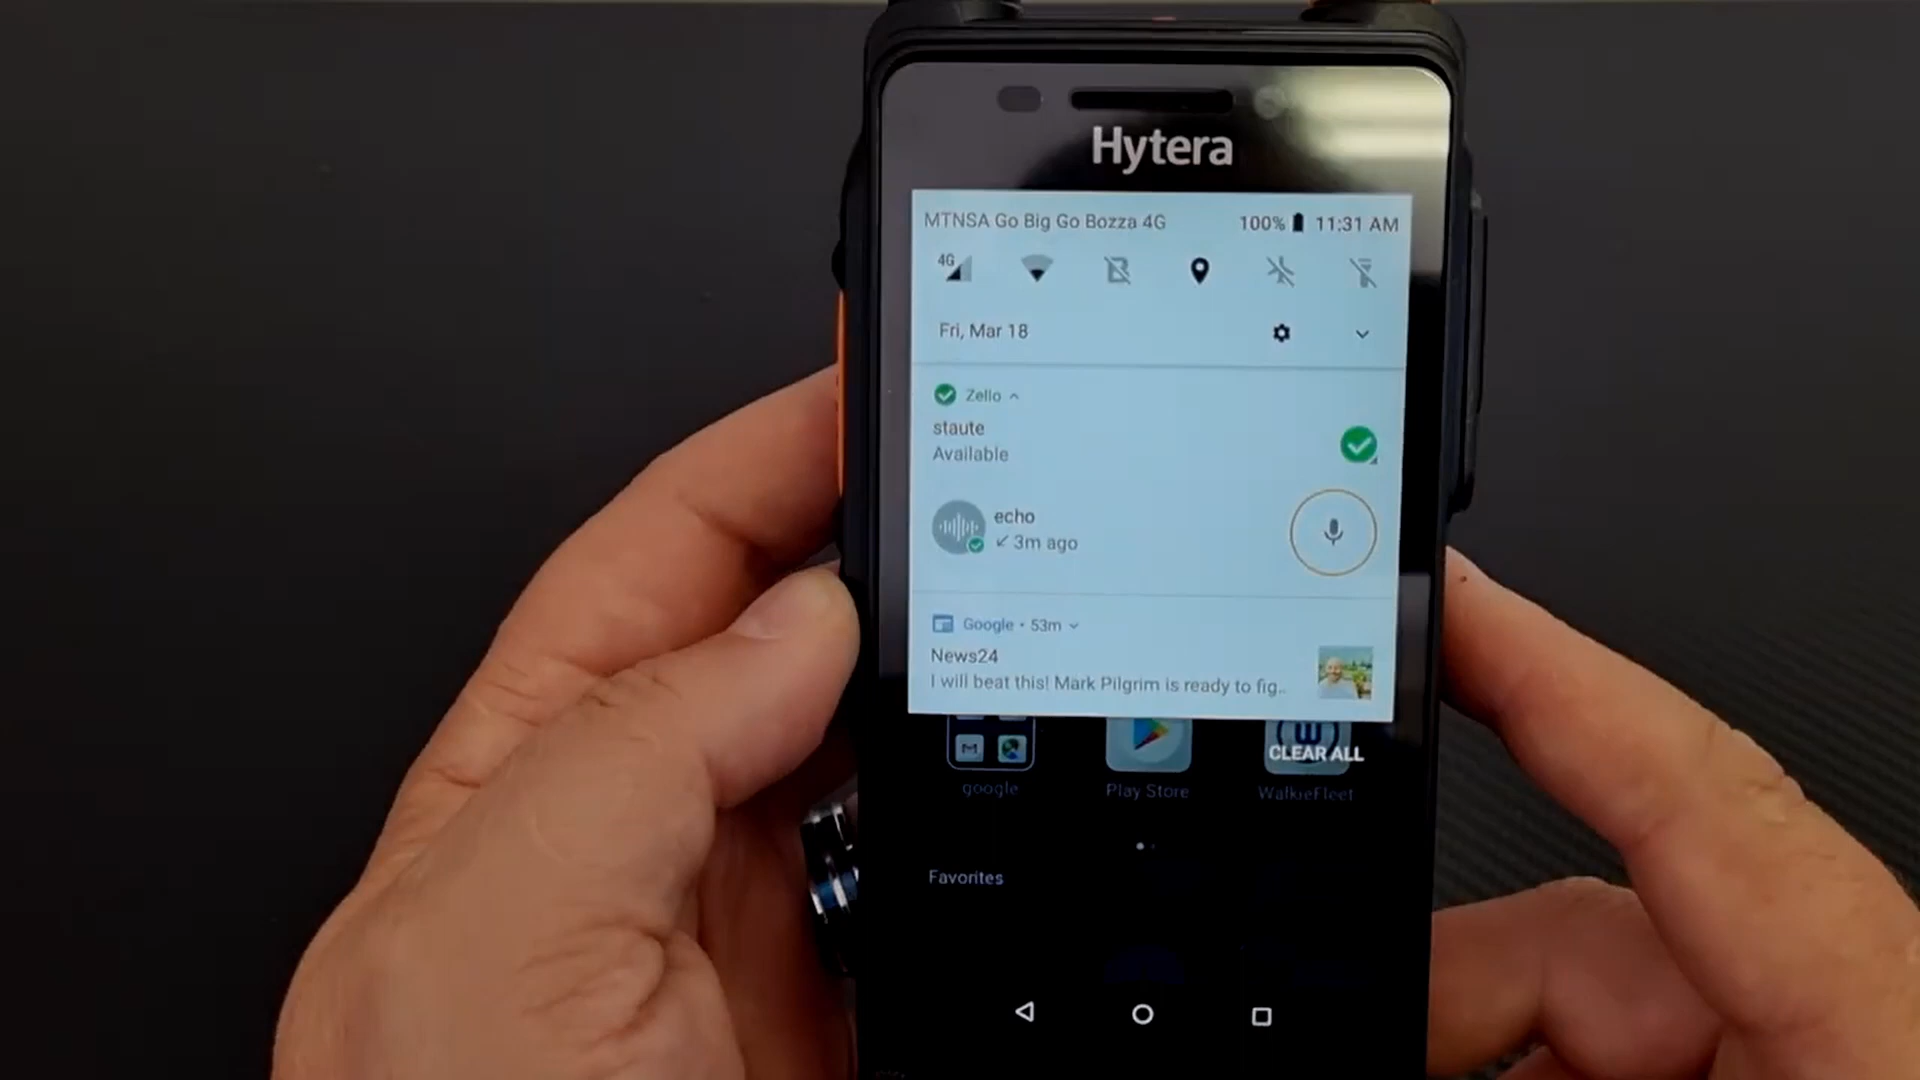 Hytera
MTNSA Go Big Go Bozza 4G 100% 11:31 AM
4G
Fri, Mar 18
Zello
staute
Available
echo
3m ago
Google • 53m
News24
I will beat this! Mark Pilgrim is ready to fig..
CLEAR ALL
google Play Store WalkieFleet
Favorites